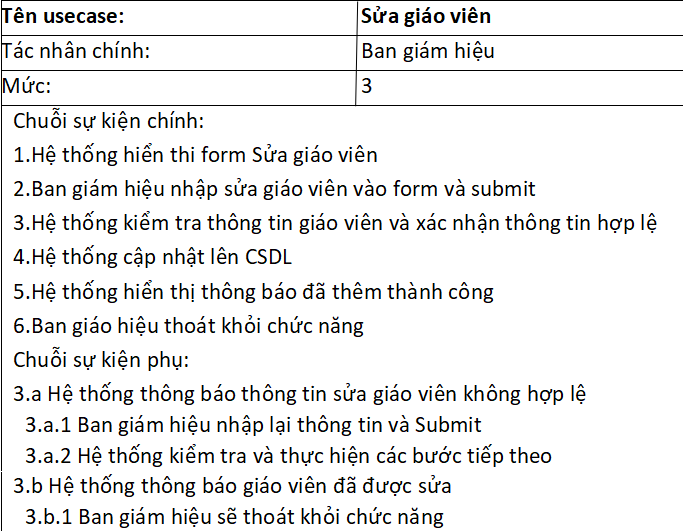 Tên usecase: Sửa giáo viên
Tác nhân chính: Ban giám hiệu
Mức: 3
Chuỗi sự kiện chính:
1.Hệ thống hiển thi form Sửa giáo viên
2.Ban giám hiệu nhập sửa giáo viên vào form và submit
3.Hệ thống kiểm tra thông tin giáo viên và xác nhận thông tin hợp lệ
4.Hệ thống cập nhật lên CSDL
5.Hệ thống hiển thị thông báo đã thêm thành công
6.Ban giáo hiệu thoát khỏi chức năng
Chuỗi sự kiện phụ:
3.a Hệ thống thông báo thông tin sửa giáo viên không hợp lệ
3.a.1 Ban giám hiệu nhập lại thông tin và Submit
3.a.2 Hệ thống kiểm tra và thực hiện các bước tiếp theo
3.b Hệ thống thông báo giáo viên đã được sửa
3.b.1 Ban giám hiệu sẽ thoát khỏi chức năng